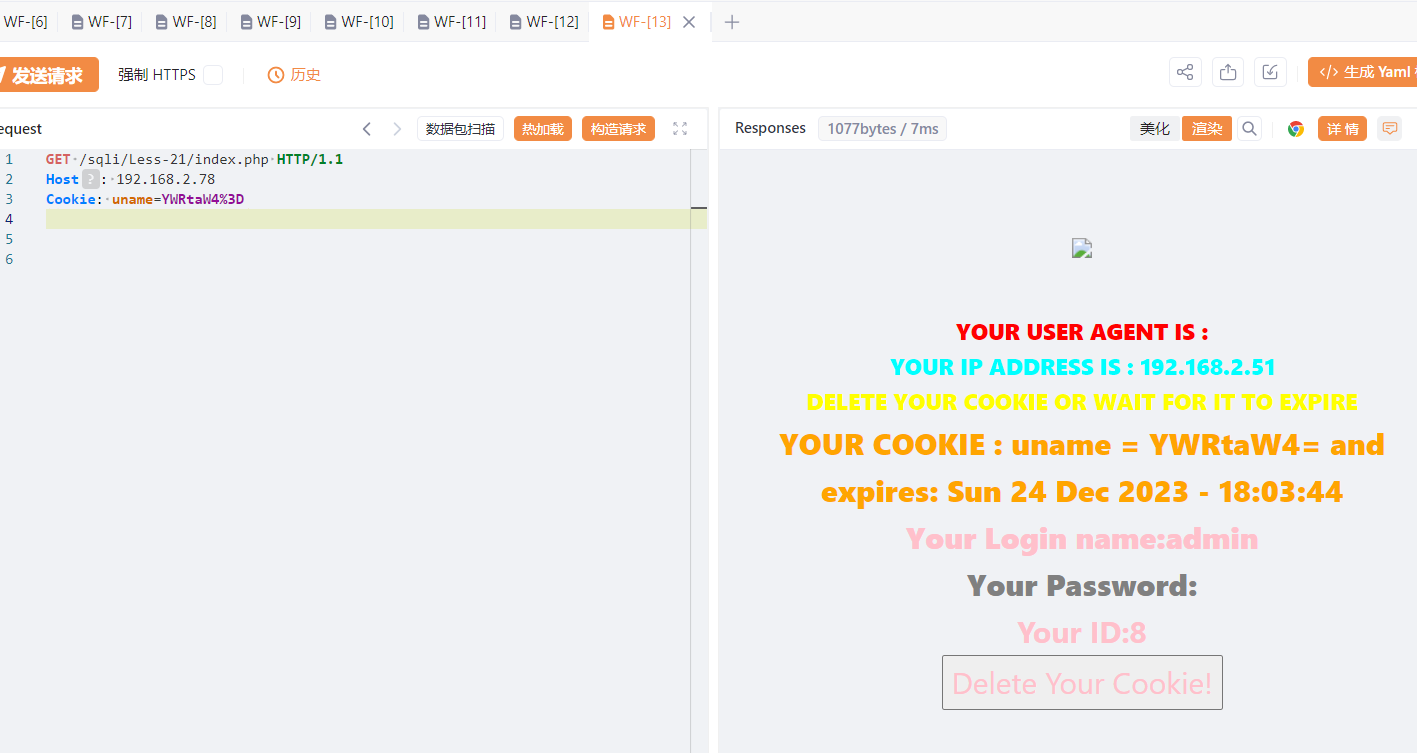 WF-[6] WF-[7] WF-[8] WF-[9] WF-[10] WF-[11] WF-[12] WF-[13]
发送请求 强制 HTTPS 历史 </> 生成 Yaml
equest 数据包扫描 热加载 构造请求
1 GET /sqli/Less-21/index.php HTTP/1.1
2 Host ? : 192.168.2.78
3 Cookie: uname=YWRtaW4%3D
4
5
6
Responses 1077bytes / 7ms 美化 渲染 详情
YOUR USER AGENT IS :
YOUR IP ADDRESS IS : 192.168.2.51
DELETE YOUR COOKIE OR WAIT FOR IT TO EXPIRE
YOUR COOKIE : uname = YWRtaW4= and
expires: Sun 24 Dec 2023 - 18:03:44
Your Login name:admin
Your Password:
Your ID:8
Delete Your Cookie!